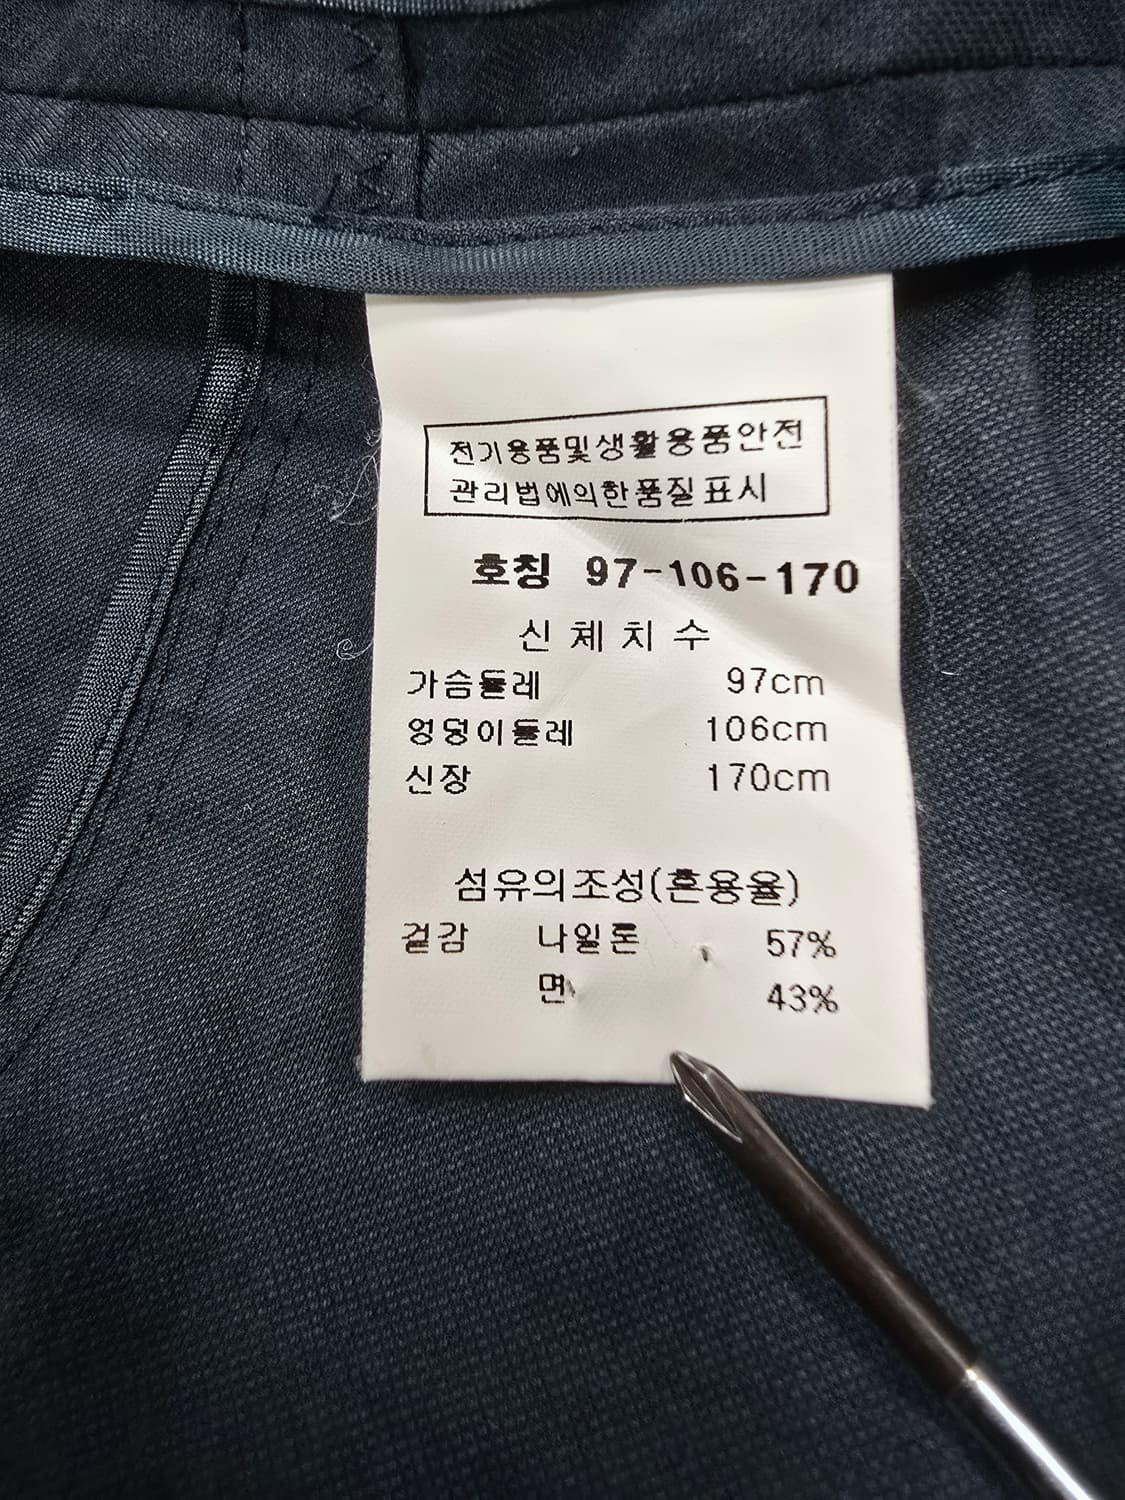 전기용품및생활용품안전
관리법에의한품질표시
호칭 97-106-170
신체치수
가슴둘레 97cm
엉덩이둘레 106cm
신장 170cm
섬유의조성(혼용율)
겉감 나일론 57%
면 43%